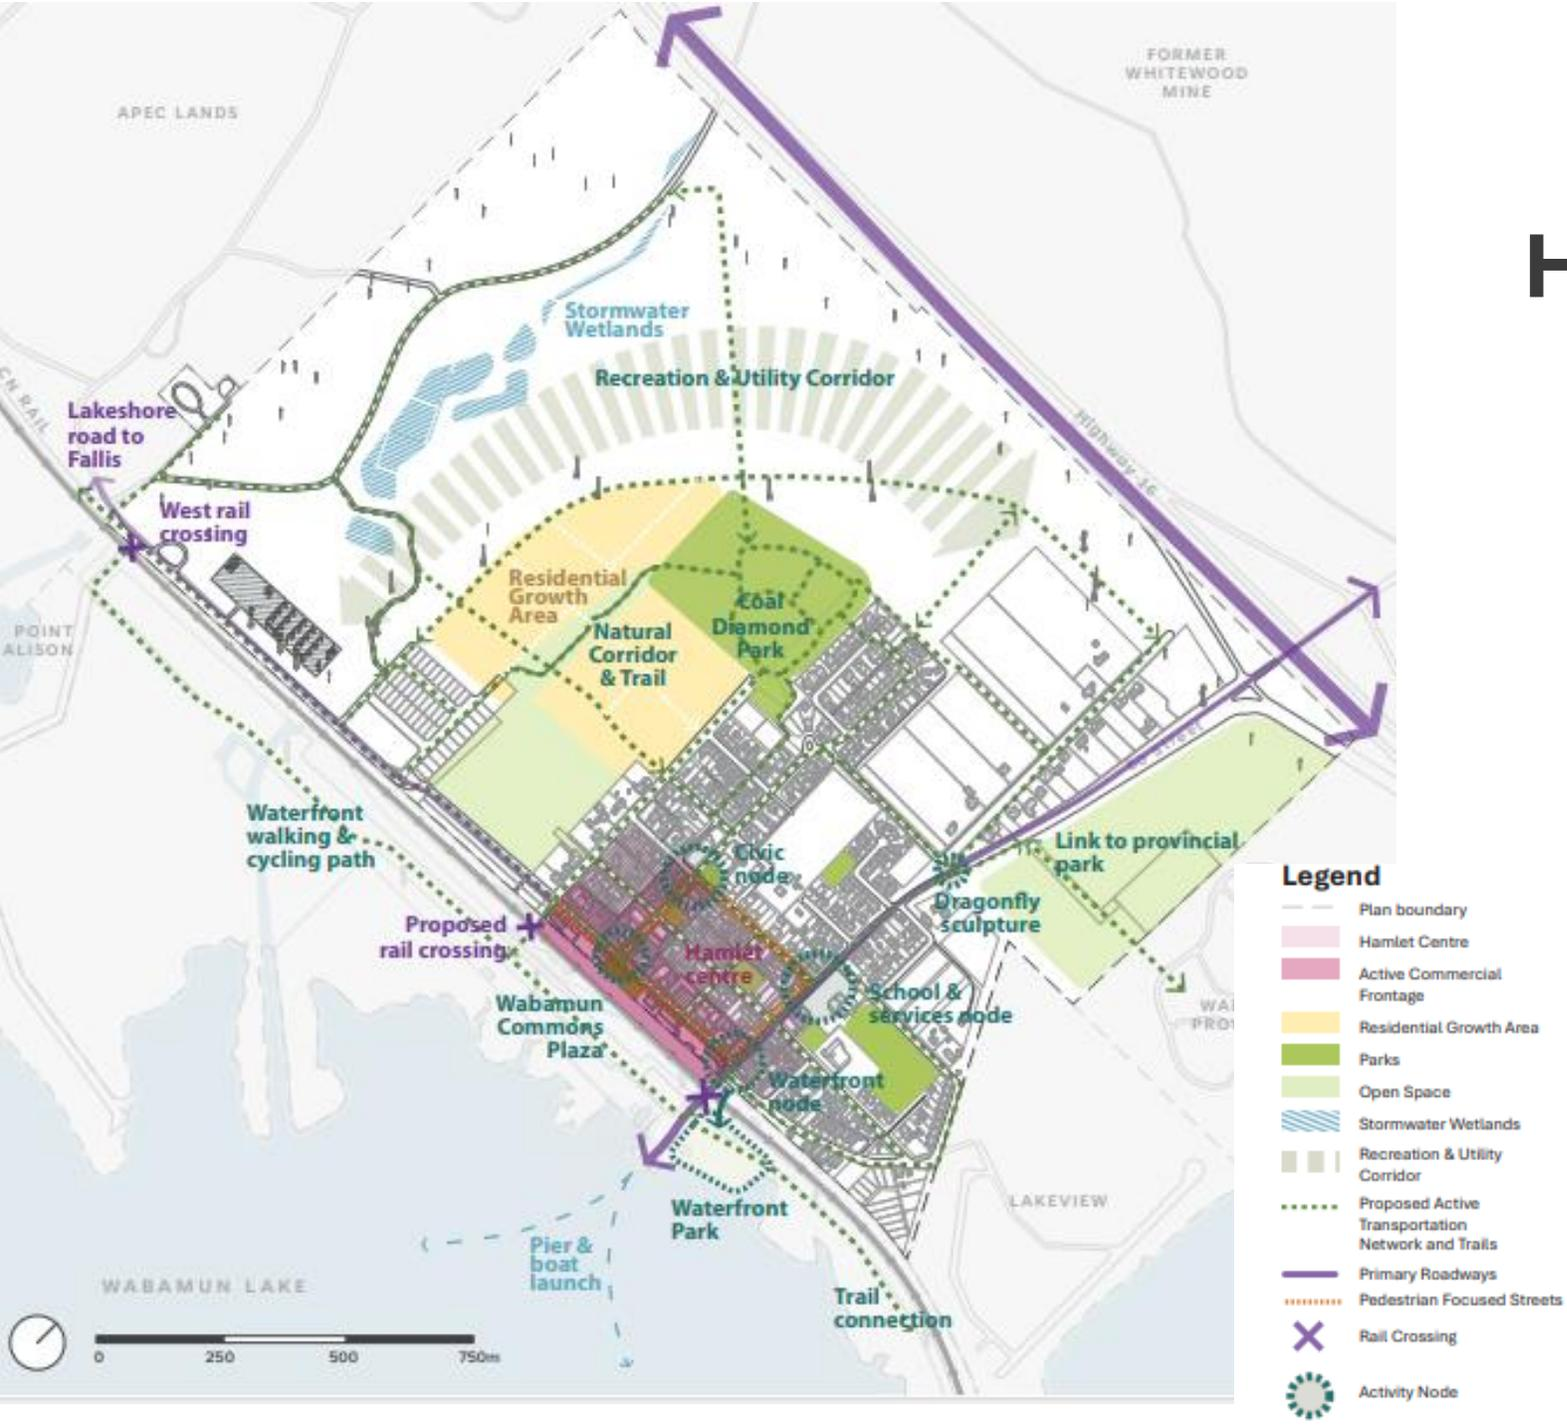 FORMER
WHITEWOOD
MINE
APEC LANDS
H
Stormwater
Wetlands
Recreation & Utility Corridor
CN RAIL
Lakeshore
road to
Fallis
Highway 16
West rail
crossing
Residential
Growth
Area
Coal
Diamond
Park
Natural
Corridor
& Trail
POINT
ALISON
Street
Waterfront
walking &
cycling path
Link to provincial
park
Civic
node
Dragonfly
sculpture
Proposed
rail crossing
Hamlet
centre
Wabamun
Commons
Plaza
School &
services node
Waterfront
node
Waterfront
Park
LAKEVIEW
Pier &
boat
launch
WABAMUN LAKE
Trail
connection
0 250 500 750m
Legend
Plan boundary
Hamlet Centre
Active Commercial
Frontage
Residential Growth Area
Parks
Open Space
Stormwater Wetlands
Recreation & Utility
Corridor
Proposed Active
Transportation
Network and Trails
Primary Roadways
Pedestrian Focused Streets
Rail Crossing
Activity Node